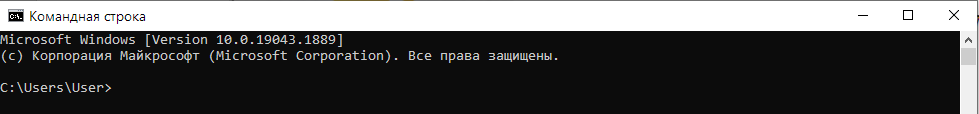 Командная строка
Microsoft Windows [Version 10.0.19043.1889]
(c) Корпорация Майкрософт (Microsoft Corporation). Все права защищены.
C:\Users\User>